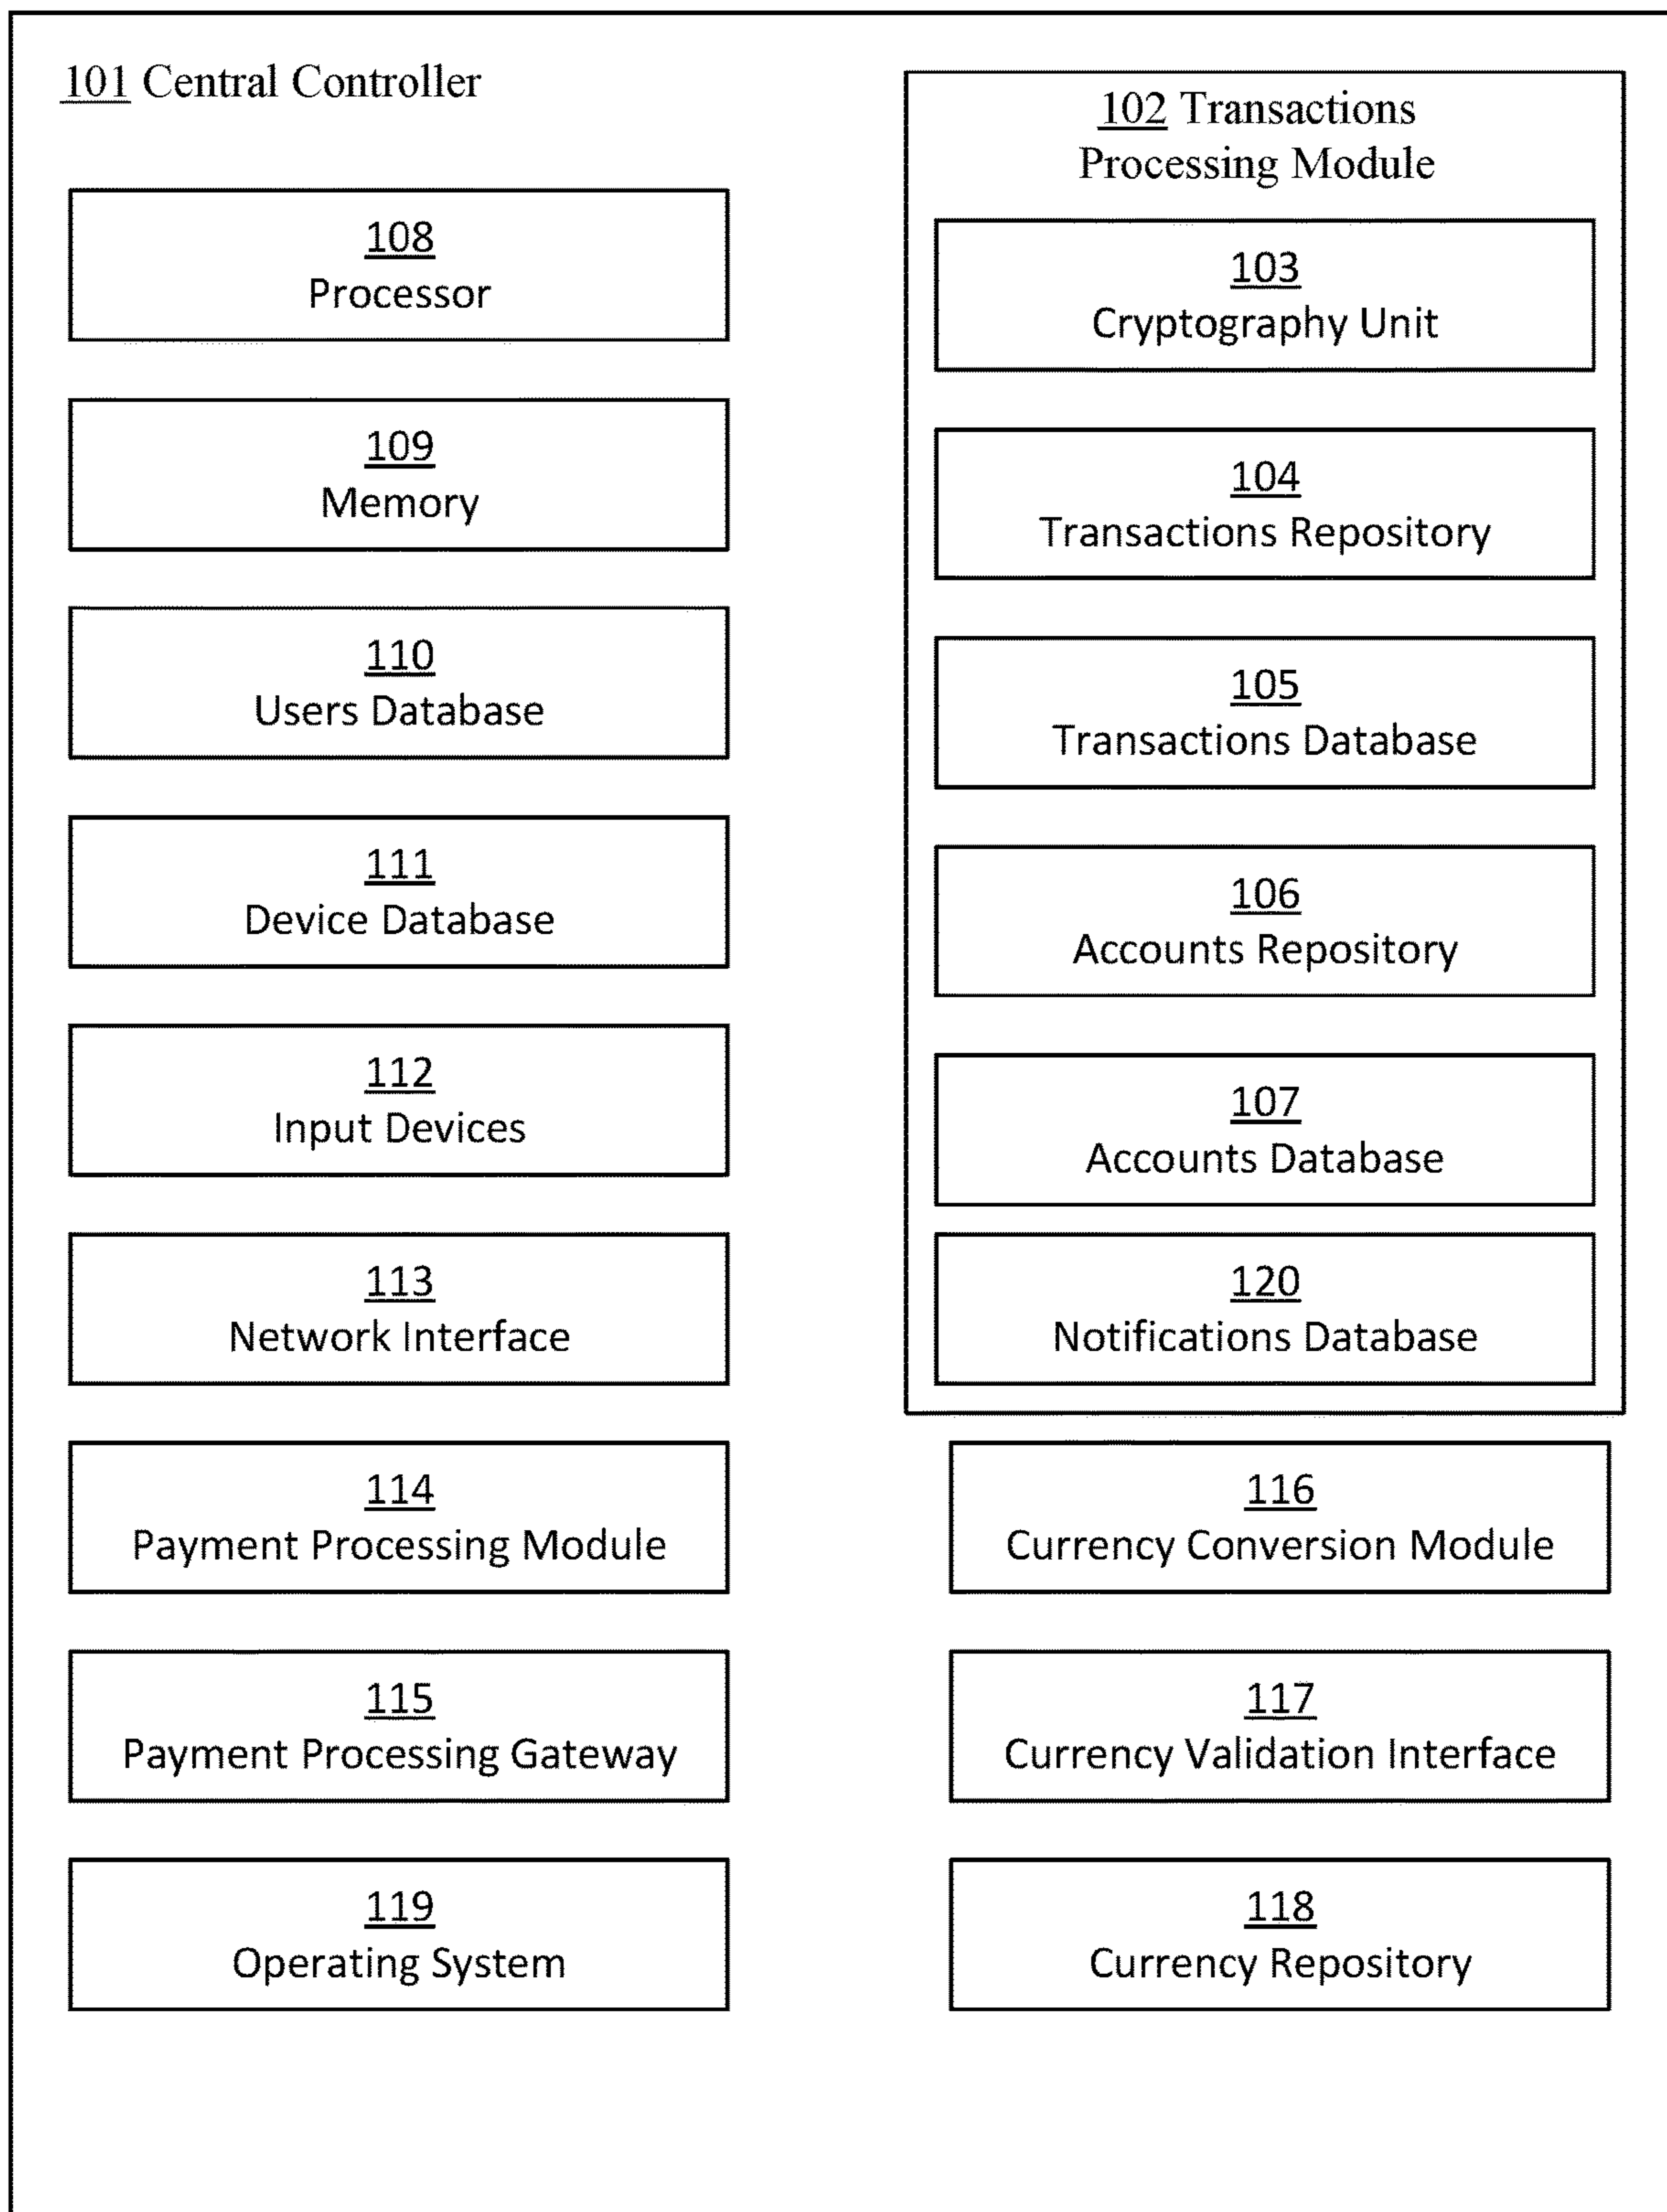 101 Central Controller
108
Processor
109
Memory
110
Users Database
111
Device Database
112
Input Devices
113
Network Interface
114
Payment Processing Module
115
Payment Processing Gateway
119
Operating System
102 Transactions
Processing Module
103
Cryptography Unit
104
Transactions Repository
105
Transactions Database
106
Accounts Repository
107
Accounts Database
120
Notifications Database
116
Currency Conversion Module
117
Currency Validation Interface
118
Currency Repository